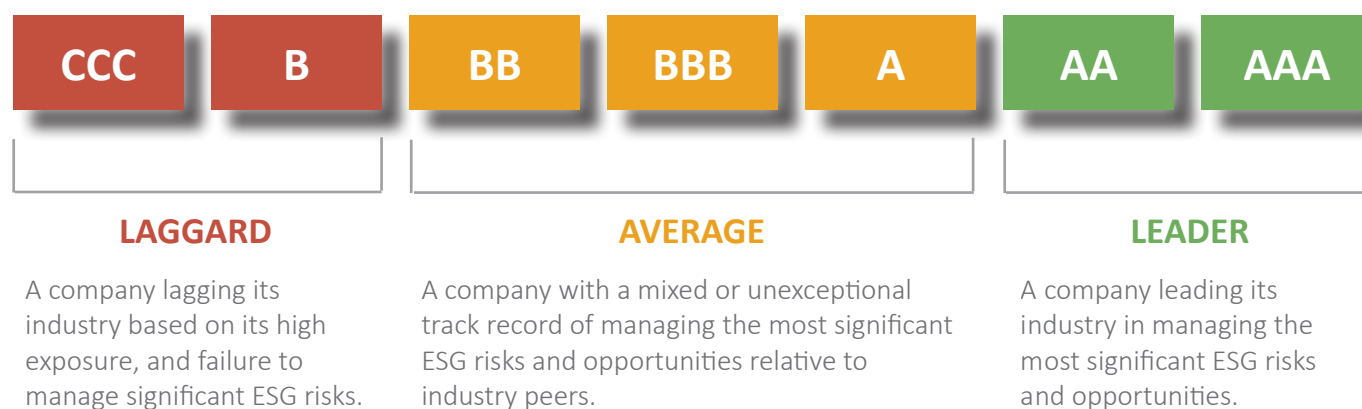 CCC B BB BBB A AA AAA
LAGGARD
A company lagging its
industry based on its high
exposure, and failure to
manage significant ESG risks.
AVERAGE
A company with a mixed or unexceptional
track record of managing the most significant
ESG risks and opportunities relative to
industry peers.
LEADER
A company leading its
industry in managing the
most significant ESG risks
and opportunities.